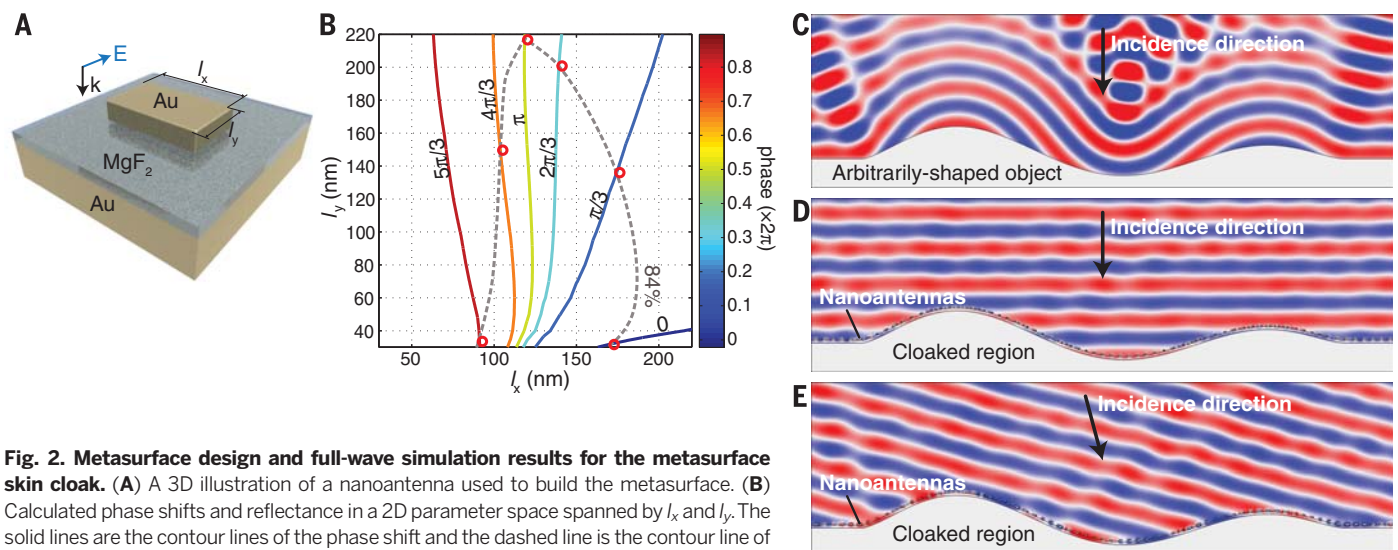 A
E
k
lx
Au
ly
MgF2
Au
B
220
200
180
160
140
120
100
80
60
40
ly (nm)
50
100
150
200
lx (nm)
5π/3
4π/3
π
2π/3
π/3
0
84%
0.8
0.7
0.6
0.5
0.4
0.3
0.2
0.1
0
phase (×2π)
C
Incidence direction
Arbitrarily-shaped object
D
Incidence direction
Nanoantennas
Cloaked region
E
Incidence direction
Nanoantennas
Cloaked region
Fig. 2. Metasurface design and full-wave simulation results for the metasurface
skin cloak. (A) A 3D illustration of a nanoantenna used to build the metasurface. (B)
Calculated phase shifts and reflectance in a 2D parameter space spanned by lx and ly. The
solid lines are the contour lines of the phase shift and the dashed line is the contour line of